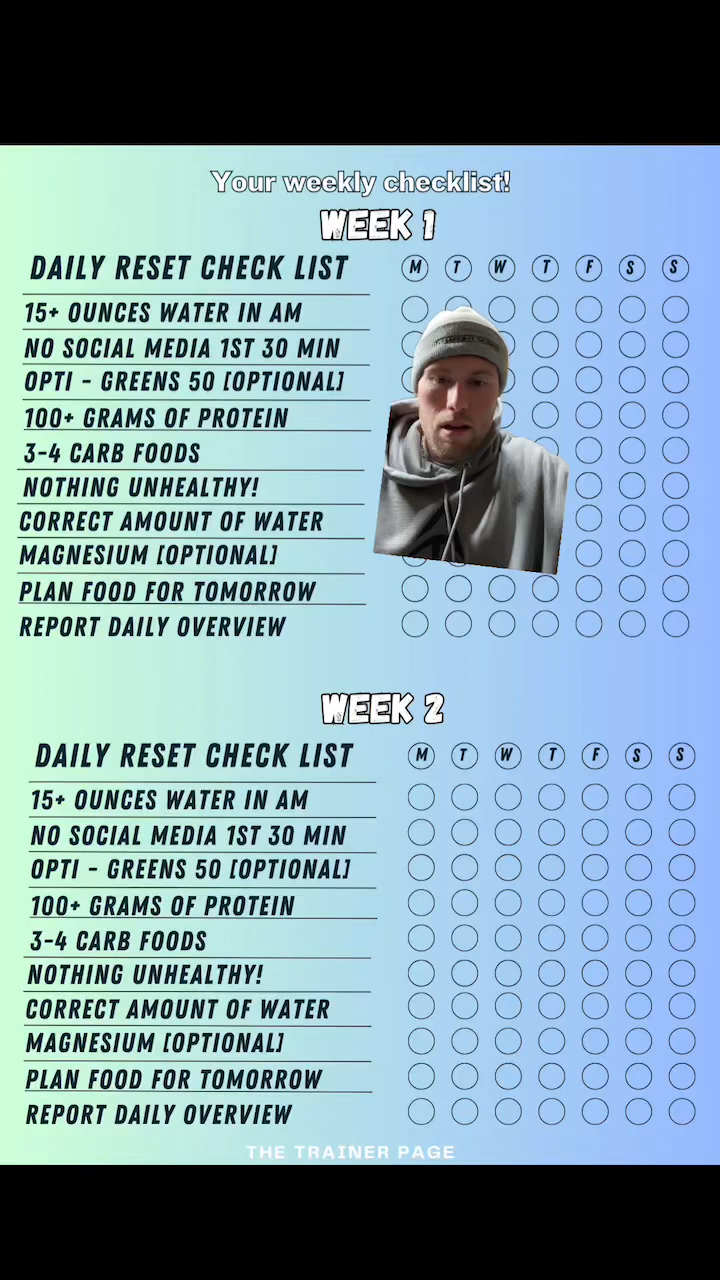 Your weekly checklist!
WEEK 1
DAILY RESET CHECK LIST M T W T F S S
15+ OUNCES WATER IN AM
NO SOCIAL MEDIA 1ST 30 MIN
OPTI - GREENS 50 [OPTIONAL]
100+ GRAMS OF PROTEIN
3-4 CARB FOODS
NOTHING UNHEALTHY!
CORRECT AMOUNT OF WATER
MAGNESIUM [OPTIONAL]
PLAN FOOD FOR TOMORROW
REPORT DAILY OVERVIEW
WEEK 2
DAILY RESET CHECK LIST M T W T F S S
15+ OUNCES WATER IN AM
NO SOCIAL MEDIA 1ST 30 MIN
OPTI - GREENS 50 [OPTIONAL]
100+ GRAMS OF PROTEIN
3-4 CARB FOODS
NOTHING UNHEALTHY!
CORRECT AMOUNT OF WATER
MAGNESIUM [OPTIONAL]
PLAN FOOD FOR TOMORROW
REPORT DAILY OVERVIEW
THE TRAINER PAGE